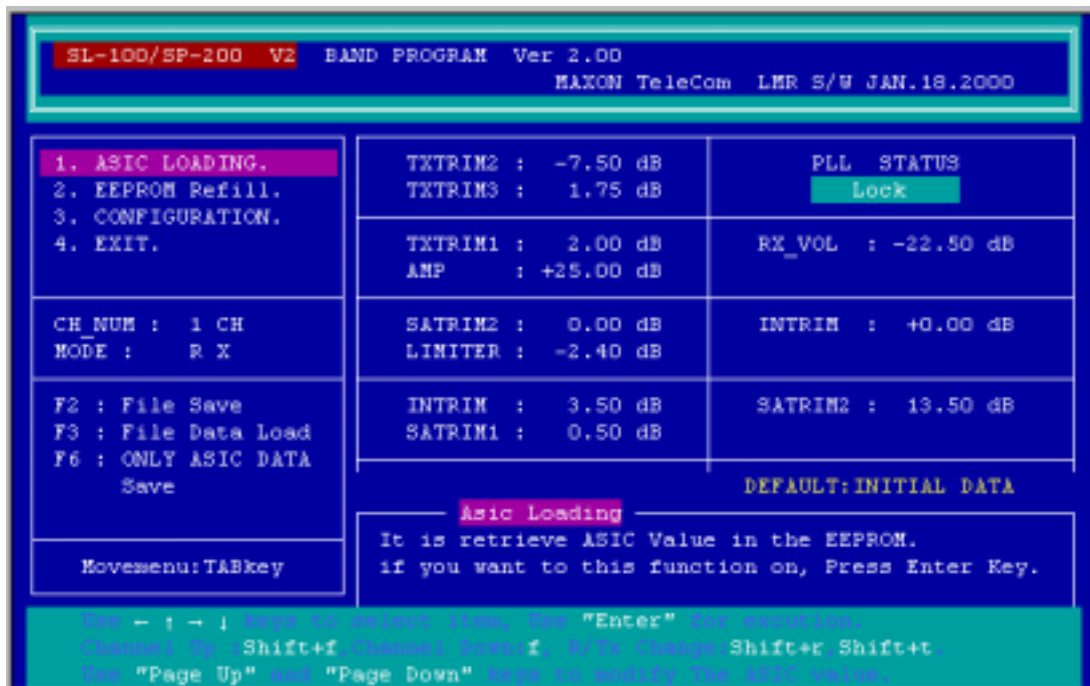 SL-100/SP-200 V2 BAND PROGRAM Ver 2.00
MAXON TeleCom LMR S/W JAN.18.2000
1. ASIC LOADING.
2. EEPROM Refill.
3. CONFIGURATION.
4. EXIT.
CH_NUM : 1 CH
MODE : R X
F2 : File Save
F3 : File Data Load
F6 : ONLY ASIC DATA
Save
Movemenu:TABkey
TXTRIM2 : -7.50 dB
TXTRIM3 : 1.75 dB
TXTRIM1 : 2.00 dB
AMP : +25.00 dB
SATRIM2 : 0.00 dB
LIMITER : -2.40 dB
INTRIM : 3.50 dB
SATRIM1 : 0.50 dB
PLL STATUS
Lock
RX_VOL : -22.50 dB
INTRIM : +0.00 dB
SATRIM2 : 13.50 dB
DEFAULT:INITIAL DATA
Asic Loading
It is retrieve ASIC Value in the EEPROM.
if you want to this function on, Press Enter Key.
Use ← ↑ → ↓ keys to select item, Use "Enter" for excution.
Channel Up :Shift+f,Channel Down:f, R/Tx Change:Shift+r,Shift+t.
Use "Page Up" and "Page Down" keys to modify The ASIC value.